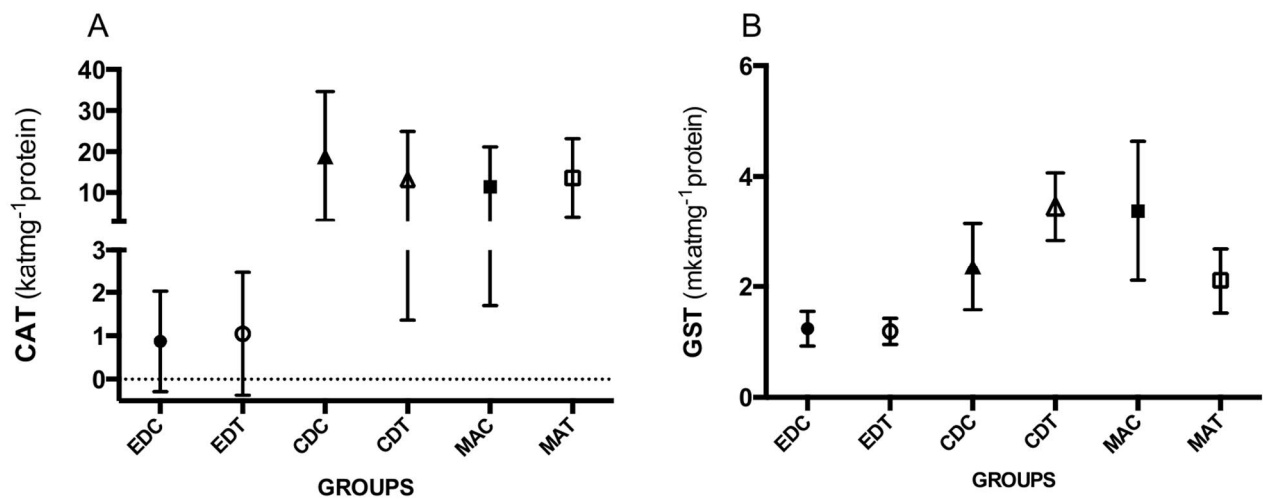 A
CAT (katmg⁻¹protein)
40
30
20
10
3
2
1
0
EDC EDT CDC CDT MAC MAT
GROUPS
B
GST (mkatmg⁻¹protein)
6
4
2
0
EDC EDT CDC CDT MAC MAT
GROUPS